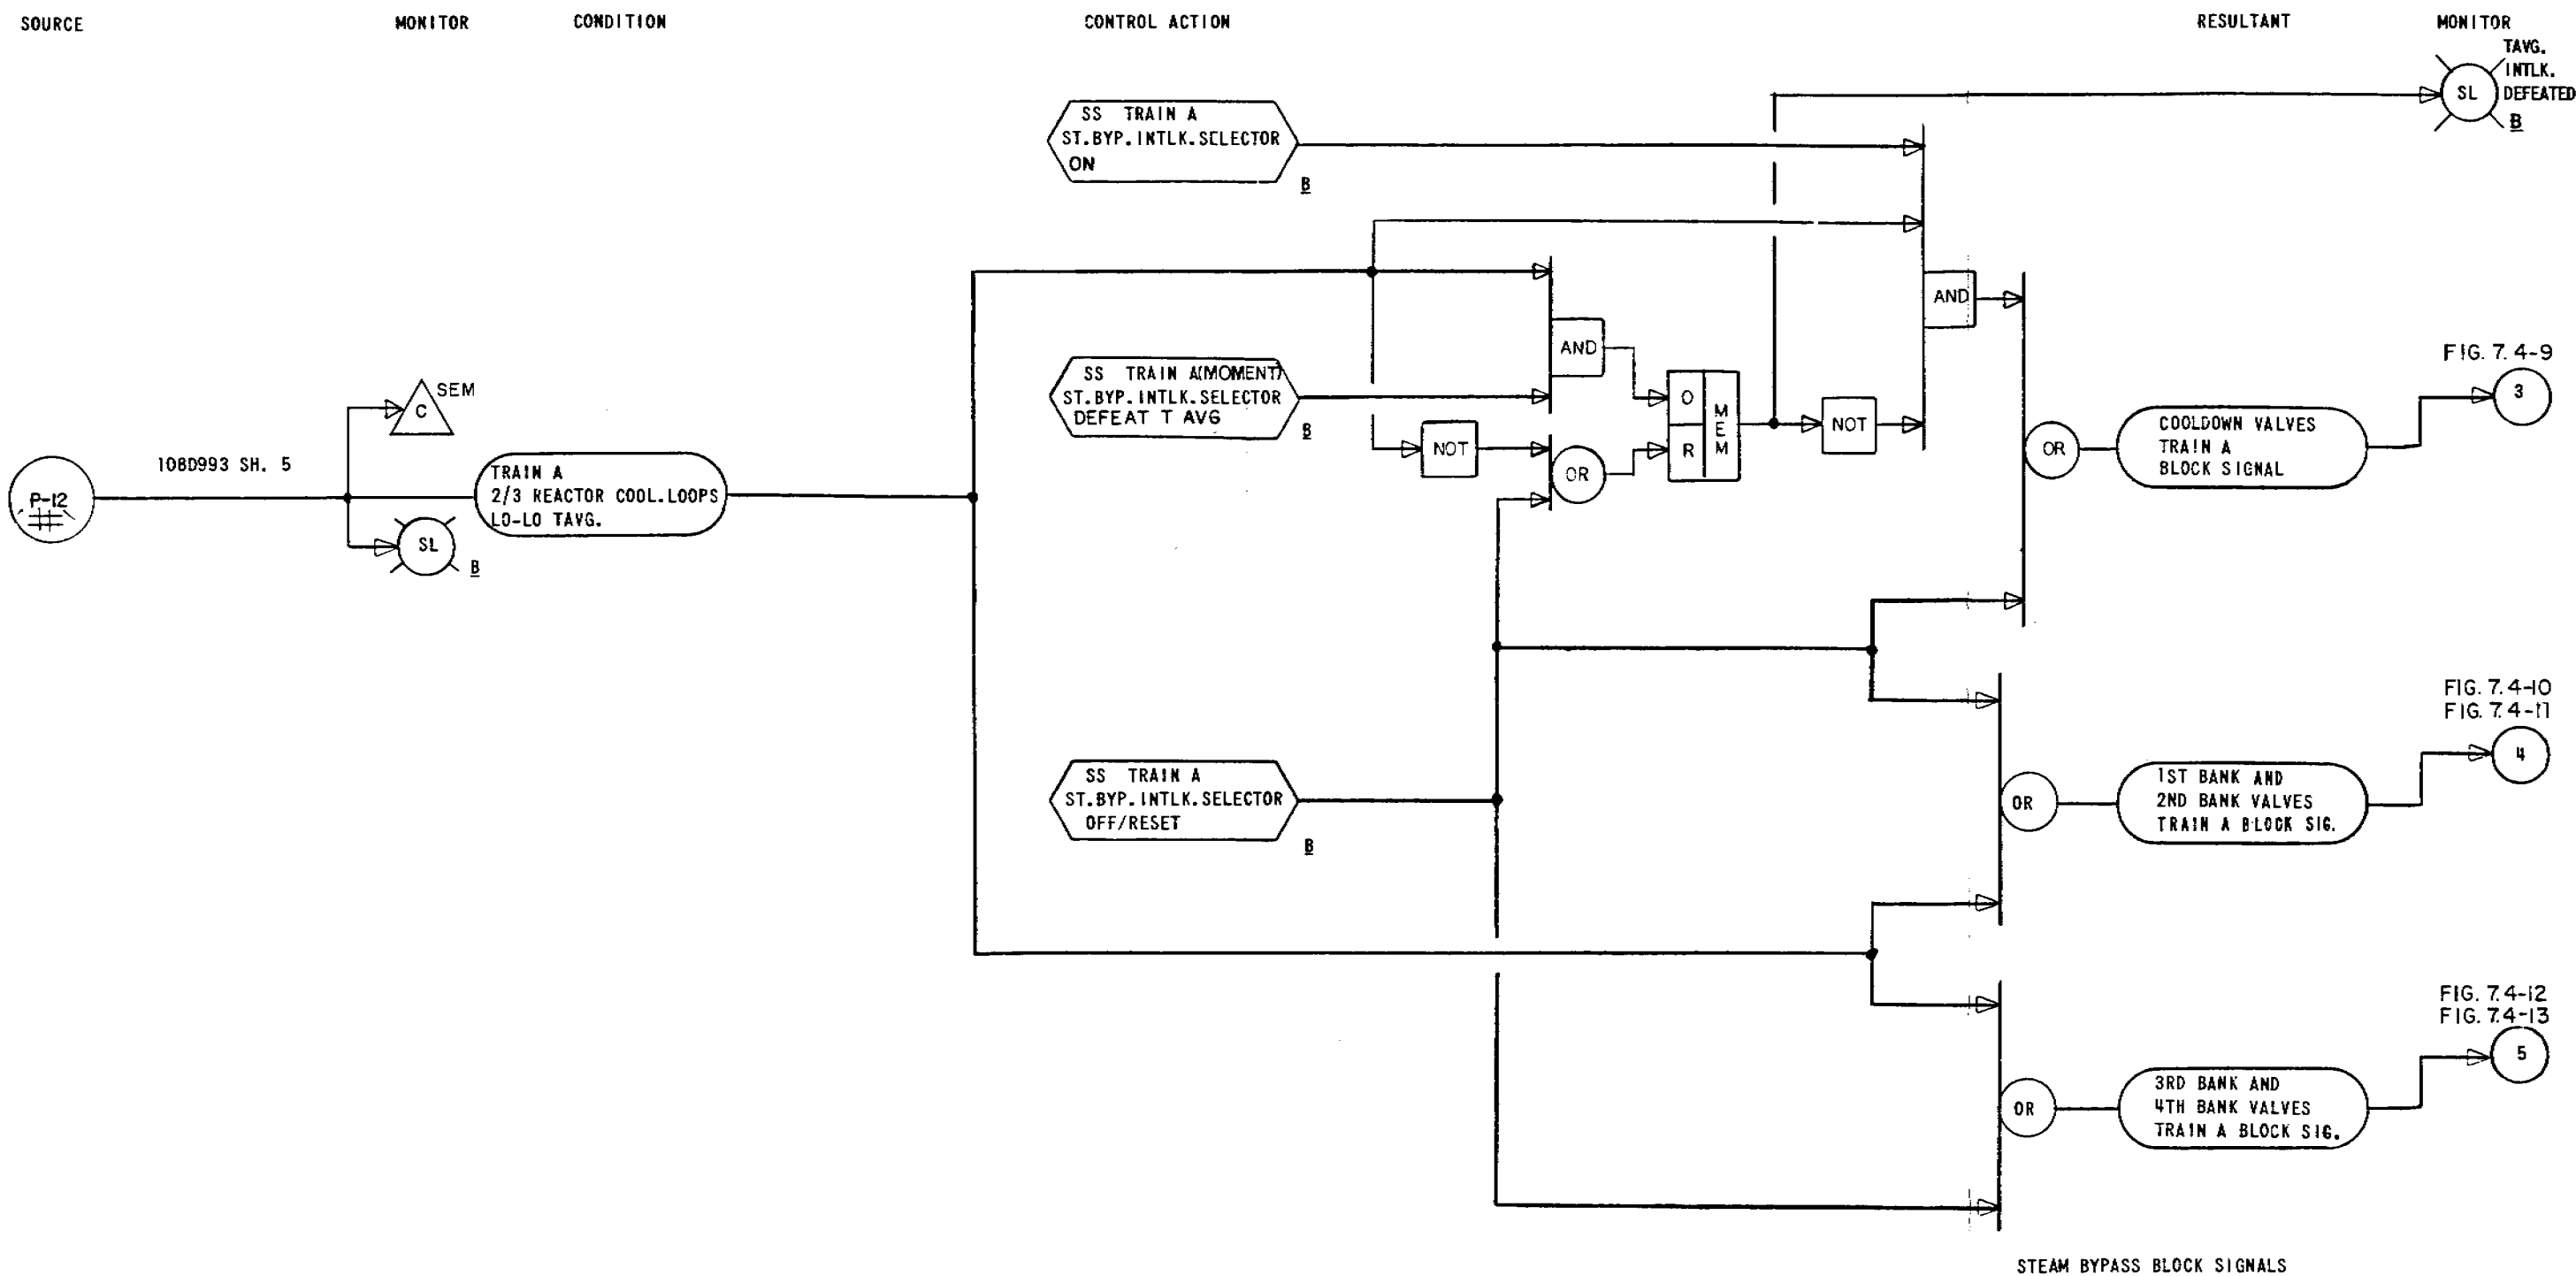 SOURCE MONITOR CONDITION CONTROL ACTION RESULTANT MONITOR
TAVG.
INTLK.
DEFEATED
SL
B
SS TRAIN A
ST.BYP.INTLK.SELECTOR
ON
B
AND
FIG. 7.4-9
3
SS TRAIN A(MOMENT)
ST.BYP.INTLK.SELECTOR
DEFEAT T AVG
B
AND
O
R
MEM
NOT
NOT
OR
OR
COOLDOWN VALVES
TRAIN A
BLOCK SIGNAL
SEM
C
108D993 SH. 5
P-12
TRAIN A
2/3 REACTOR COOL.LOOPS
LO-LO TAVG.
SL
B
FIG. 7.4-10
FIG. 7.4-11
4
SS TRAIN A
ST.BYP.INTLK.SELECTOR
OFF/RESET
B
OR
1ST BANK AND
2ND BANK VALVES
TRAIN A BLOCK SIG.
FIG. 7.4-12
FIG. 7.4-13
5
OR
3RD BANK AND
4TH BANK VALVES
TRAIN A BLOCK SIG.
STEAM BYPASS BLOCK SIGNALS